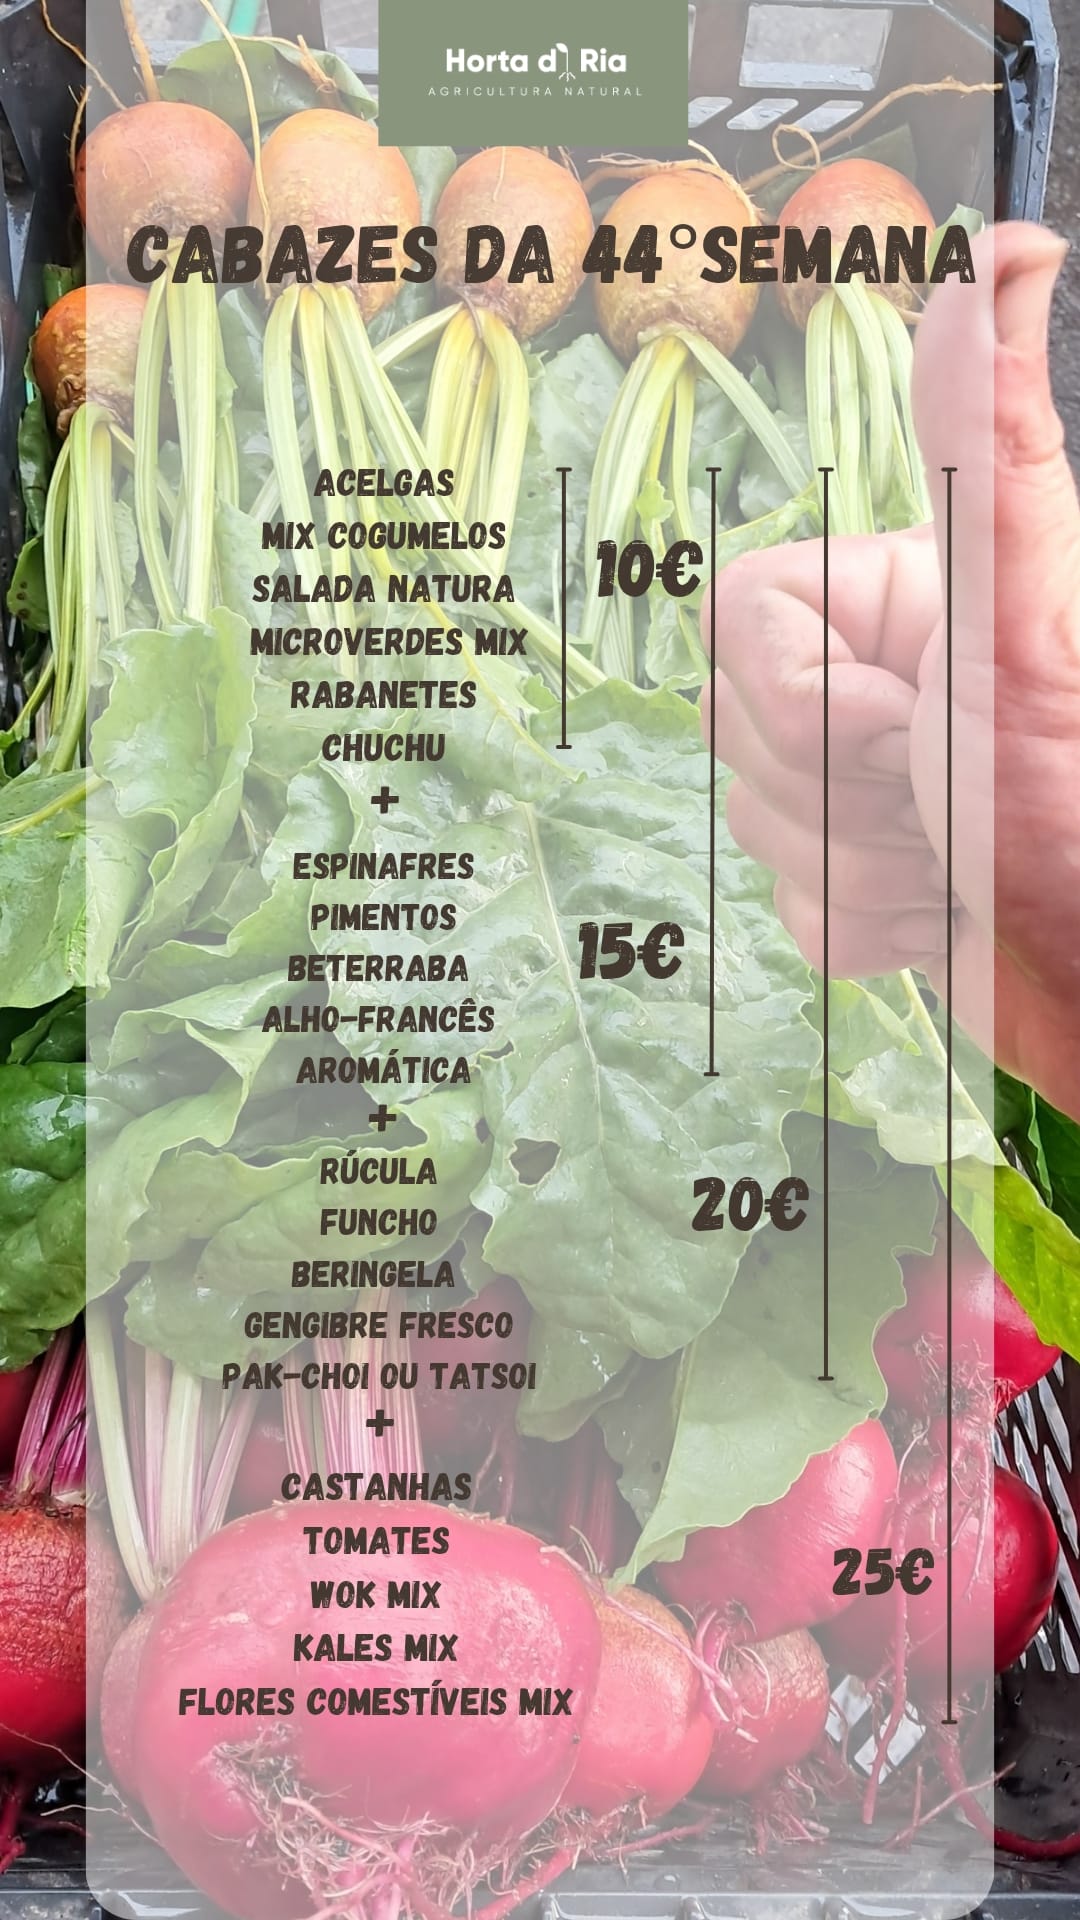 Horta d' Ria
AGRICULTURA NATURAL
CABAZES DA 44°SEMANA
ACELGAS
MIX COGUMELOS
SALADA NATURA
MICROVERDES MIX
RABANETES
CHUCHU
10€
+
ESPINAFRES
PIMENTOS
BETERRABA
ALHO-FRANCÊS
AROMÁTICA
15€
+
RÚCULA
FUNCHO
BERINGELA
GENGIBRE FRESCO
PAK-CHOI OU TATSOI
20€
+
CASTANHAS
TOMATES
WOK MIX
KALES MIX
FLORES COMESTÍVEIS MIX
25€